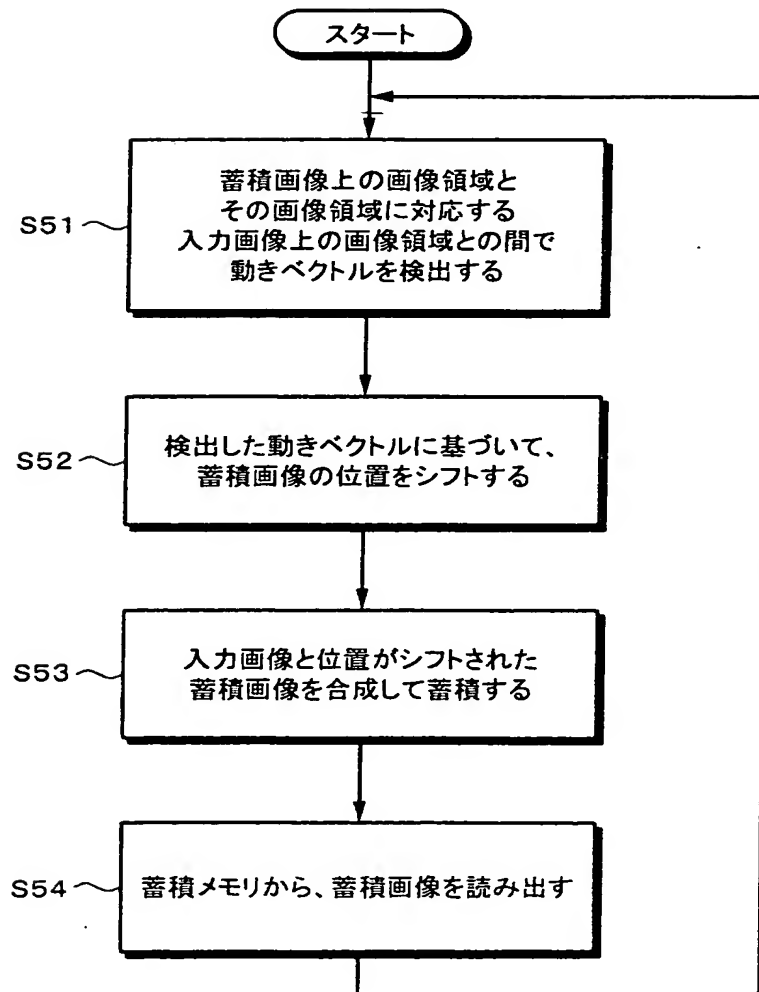 スタート
S51
蓄積画像上の画像領域と
その画像領域に対応する
入力画像上の画像領域との間で
動きベクトルを検出する
S52
検出した動きベクトルに基づいて、
蓄積画像の位置をシフトする
S53
入力画像と位置がシフトされた
蓄積画像を合成して蓄積する
S54
蓄積メモリから、蓄積画像を読み出す